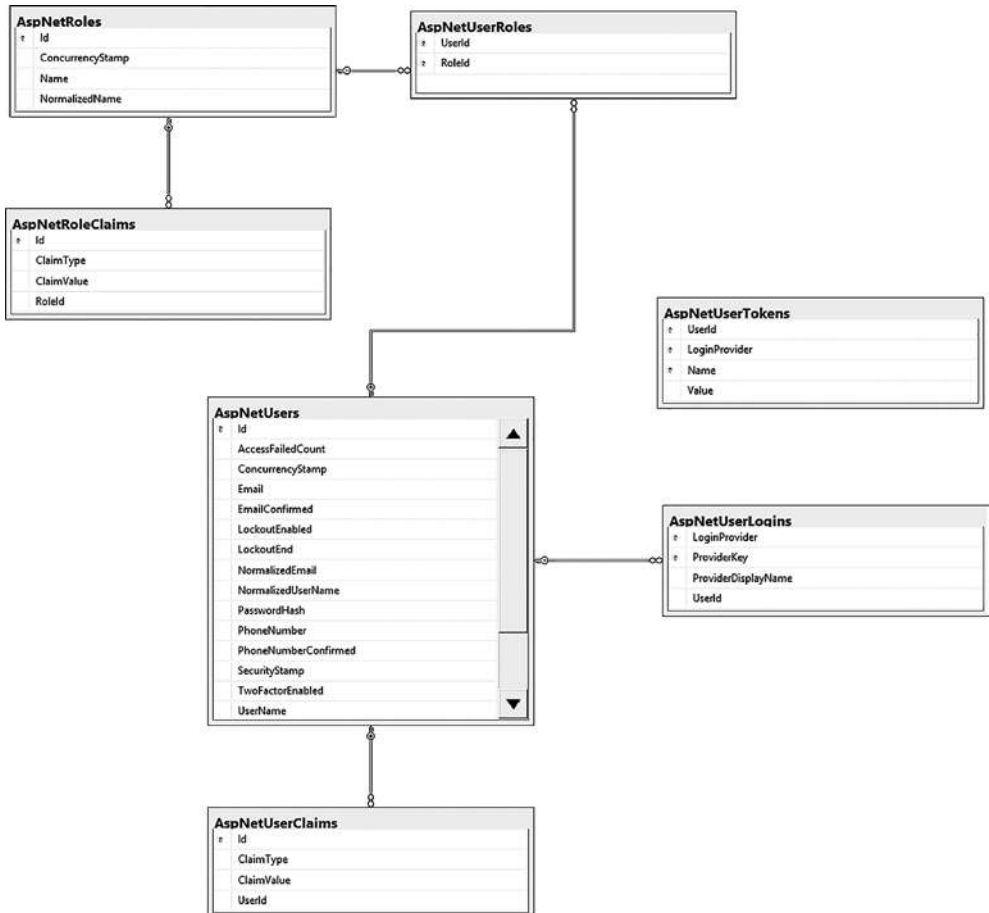 AspNetRoles
Id
ConcurrencyStamp
Name
NormalizedName
AspNetUserRoles
UserId
RoleId
AspNetRoleClaims
Id
ClaimType
ClaimValue
RoleId
AspNetUserTokens
UserId
LoginProvider
Name
Value
AspNetUsers
Id
AccessFailedCount
ConcurrencyStamp
Email
EmailConfirmed
LockoutEnabled
LockoutEnd
NormalizedEmail
NormalizedUserName
PasswordHash
PhoneNumber
PhoneNumberConfirmed
SecurityStamp
TwoFactorEnabled
UserName
AspNetUserLogins
LoginProvider
ProviderKey
ProviderDisplayName
UserId
AspNetUserClaims
Id
ClaimType
ClaimValue
UserId